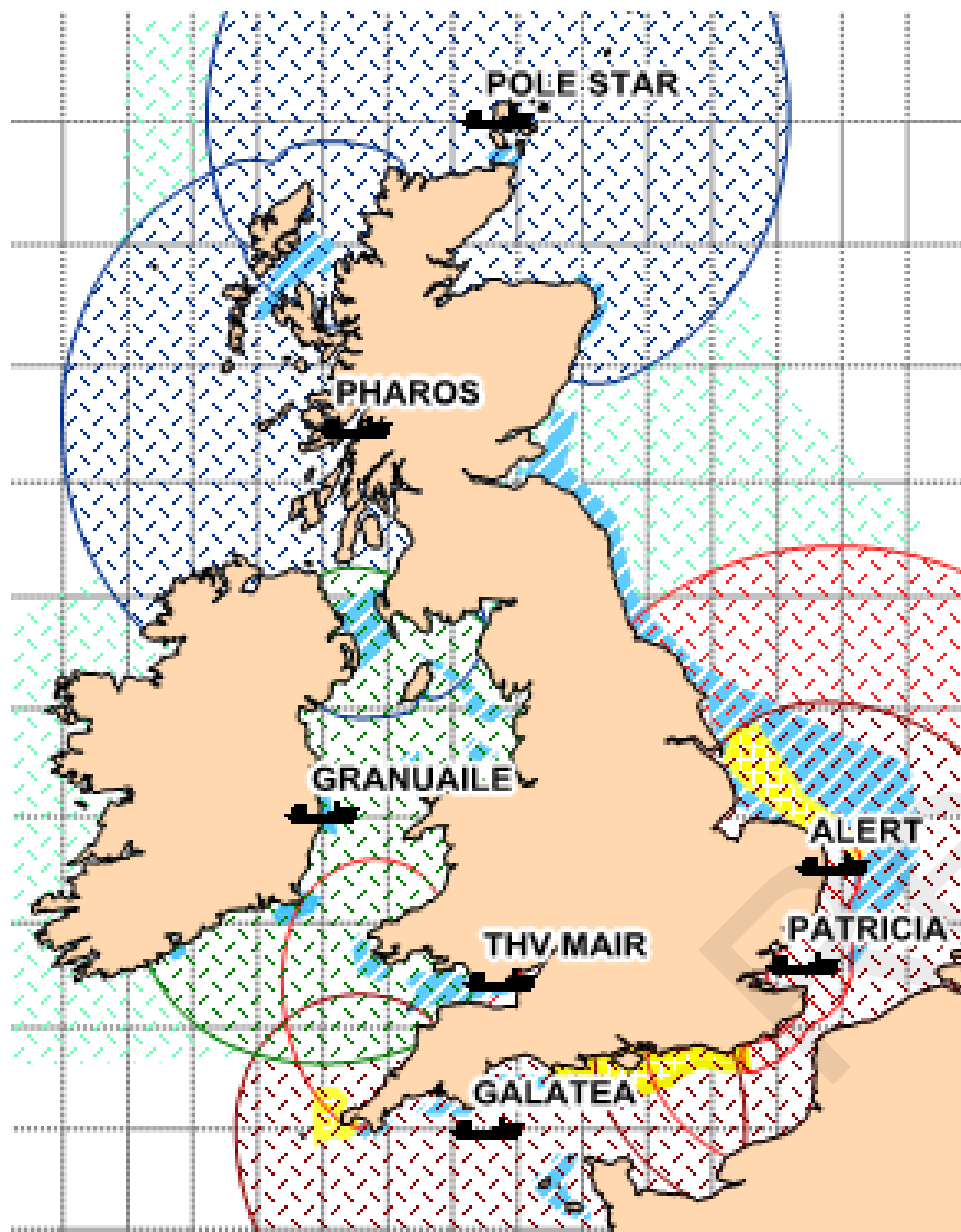 POLE STAR
PHAROS
GRANUAILE
ALERT
PATRICIA
THV MAIR
GALATEA